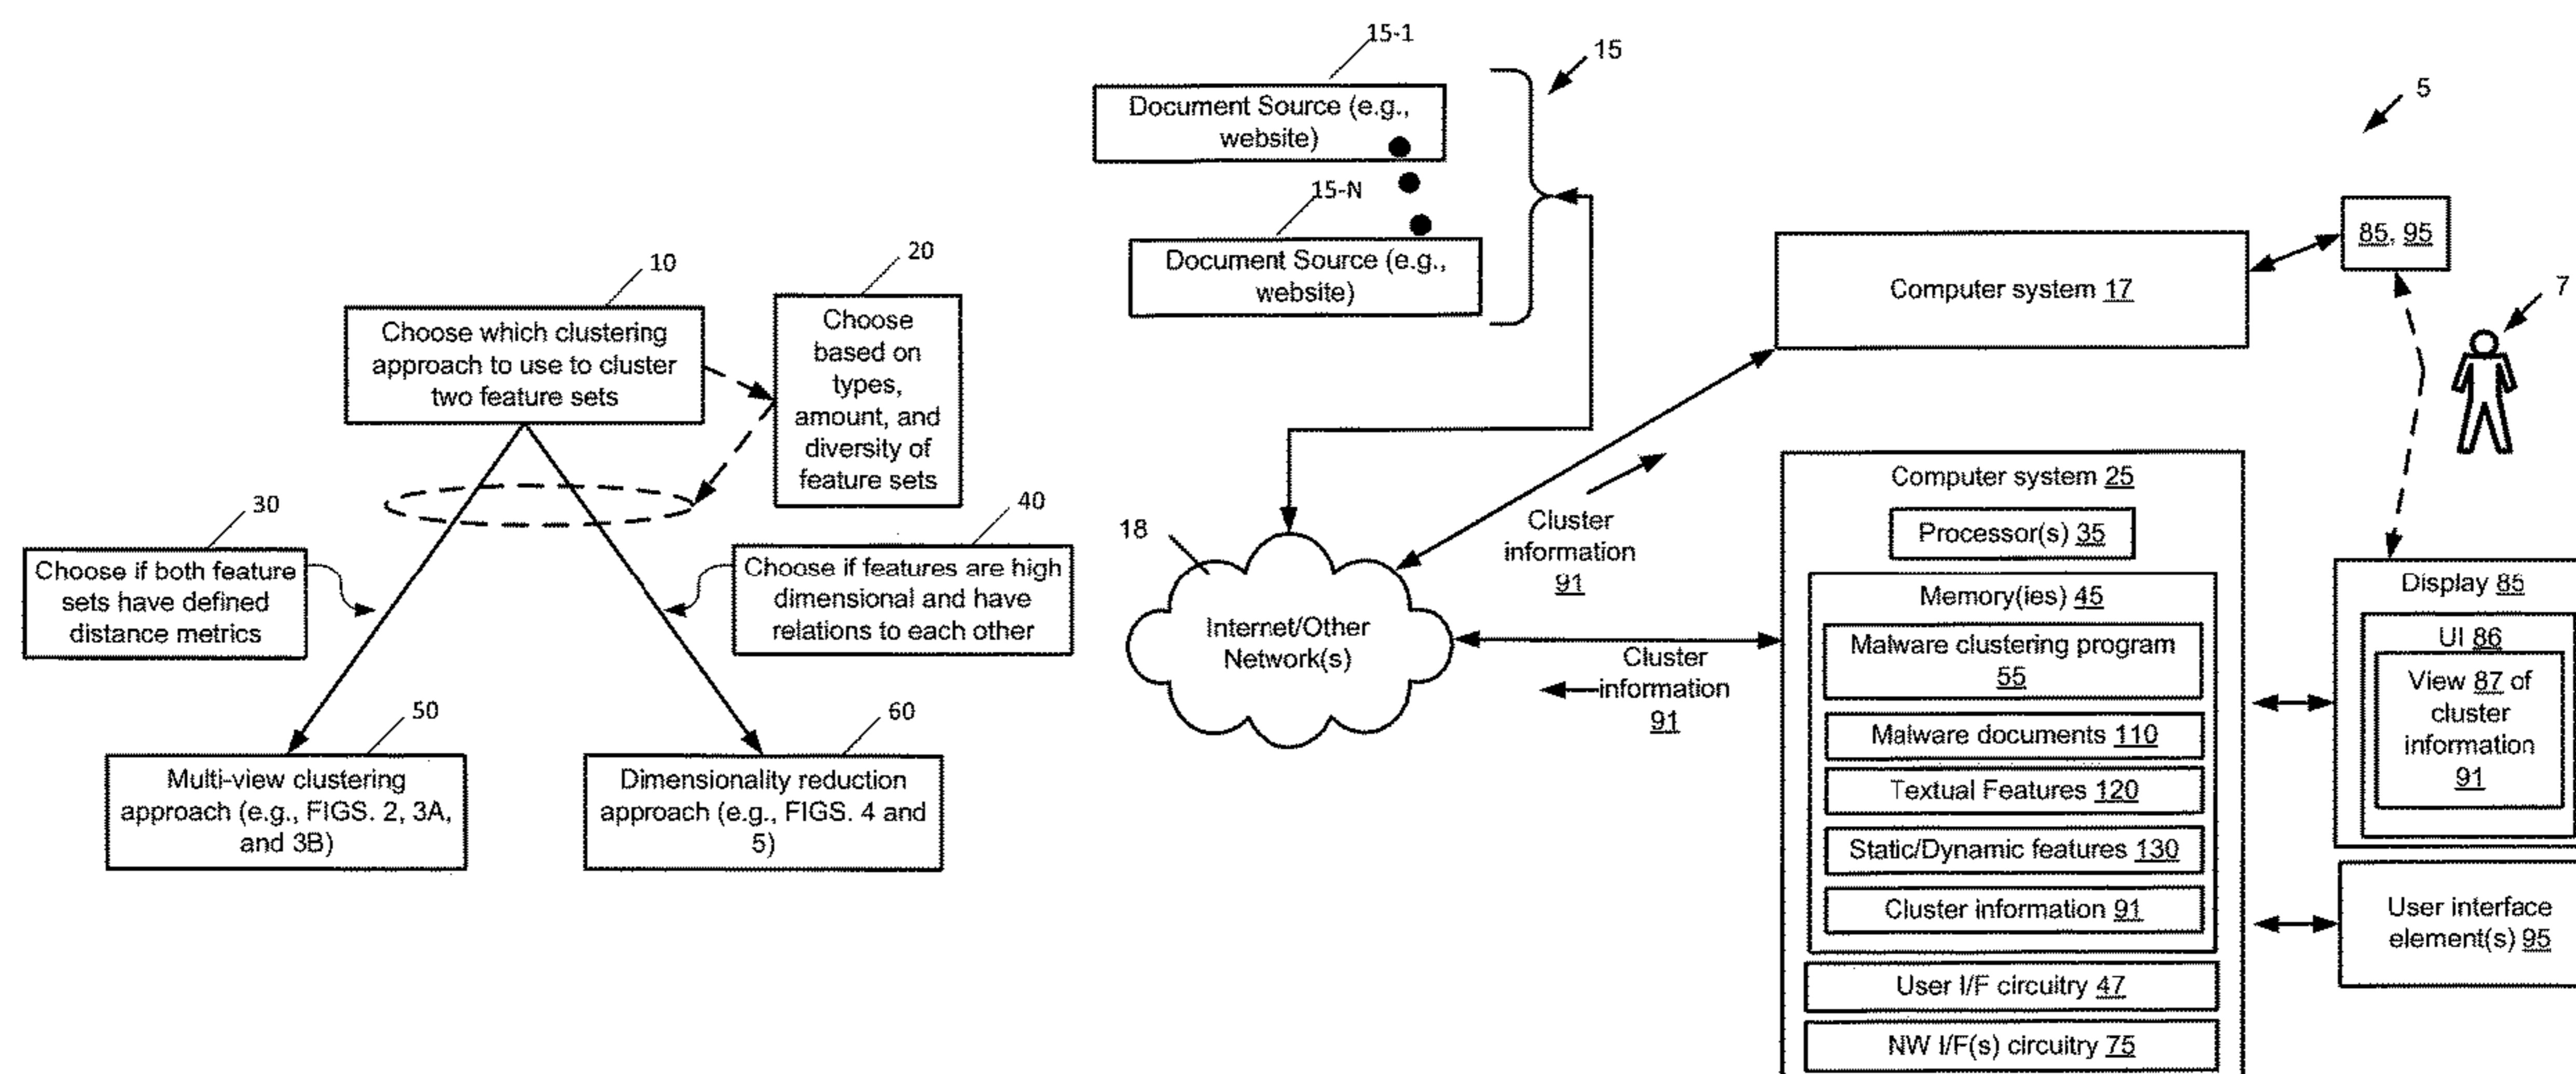 10
Choose which clustering
approach to use to cluster
two feature sets
20
Choose
based on
types,
amount, and
diversity of
feature sets
30
Choose if both feature
sets have defined
distance metrics
40
Choose if features are high
dimensional and have
relations to each other
50
Multi-view clustering
approach (e.g., FIGS. 2, 3A,
and 3B)
60
Dimensionality reduction
approach (e.g., FIGS. 4 and
5)
15-1
Document Source (e.g.,
website)
15
15-N
Document Source (e.g.,
website)
5
85, 95
Computer system 17
7
Cluster
information
91
18
Internet/Other
Network(s)
Cluster
information
91
Computer system 25
Processor(s) 35
Memory(ies) 45
Malware clustering program
55
Malware documents 110
Textual Features 120
Static/Dynamic features 130
Cluster information 91
User I/F circuitry 47
NW I/F(s) circuitry 75
Display 85
UI 86
View 87 of
cluster
information
91
User interface
element(s) 95